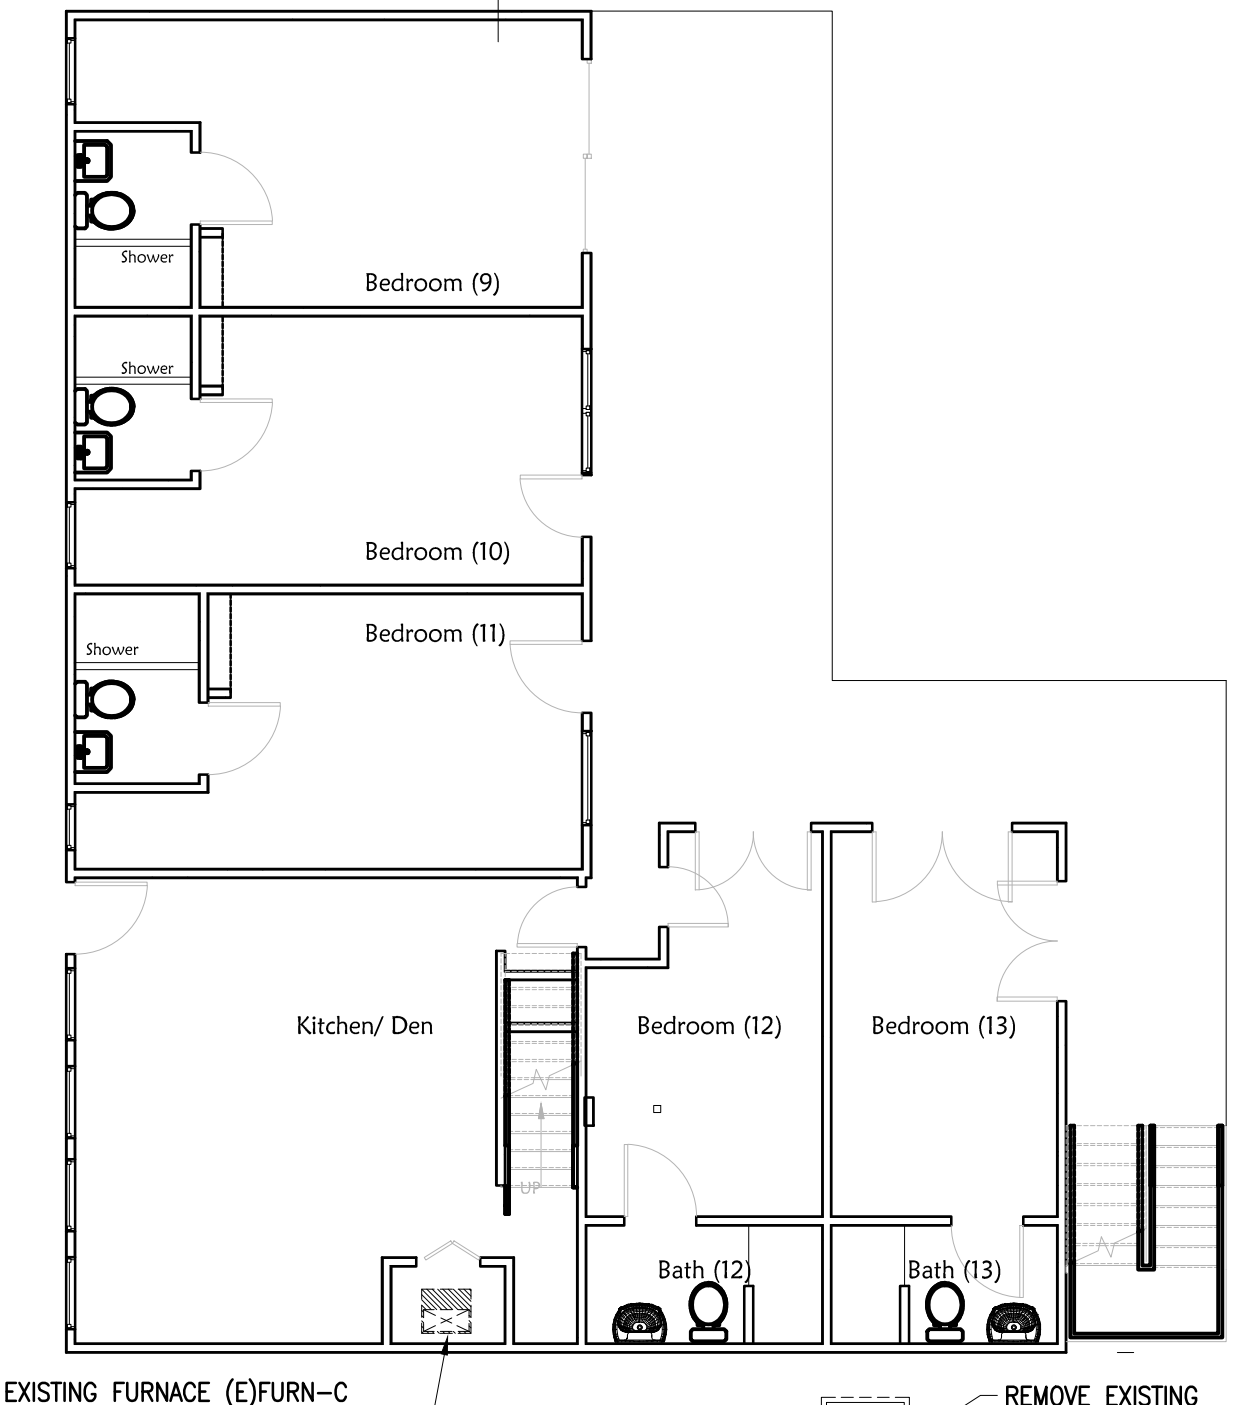 Shower
Bedroom (9)
Shower
Bedroom (10)
Bedroom (11)
Shower
Kitchen/ Den
Bedroom (12)
Bedroom (13)
UP
Bath (12)
Bath (13)
EXISTING FURNACE (E)FURN-C
REMOVE EXISTING